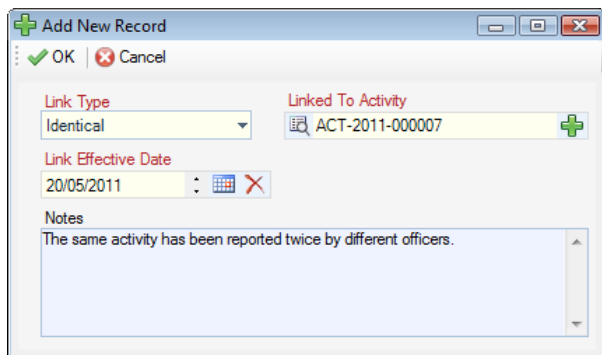 Add New Record
OK Cancel
Link Type
Linked To Activity
Identical
ACT-2011-000007
Link Effective Date
20/05/2011
Notes
The same activity has been reported twice by different officers.